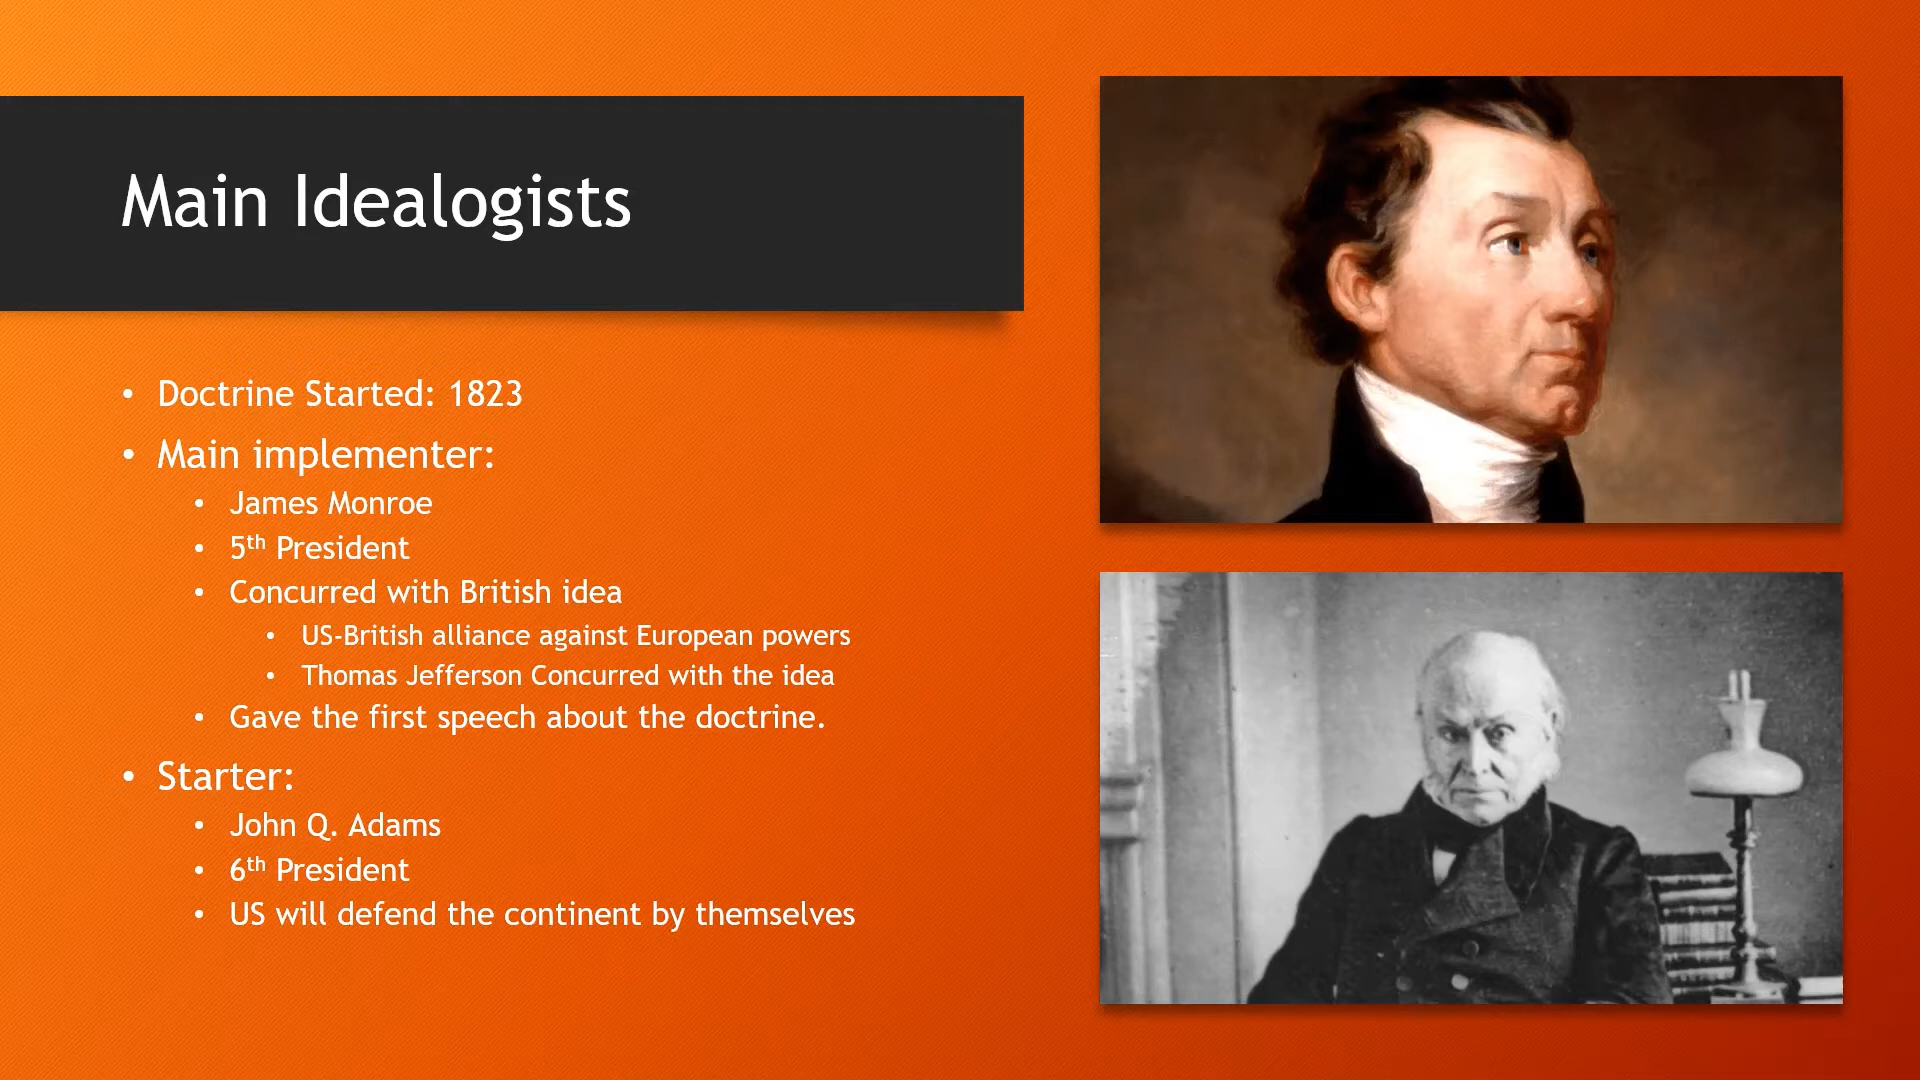 Main Idealogists
• Doctrine Started: 1823
• Main implementer:
• James Monroe
• 5th President
• Concurred with British idea
• US-British alliance against European powers
• Thomas Jefferson Concurred with the idea
• Gave the first speech about the doctrine.
• Starter:
• John Q. Adams
• 6th President
• US will defend the continent by themselves